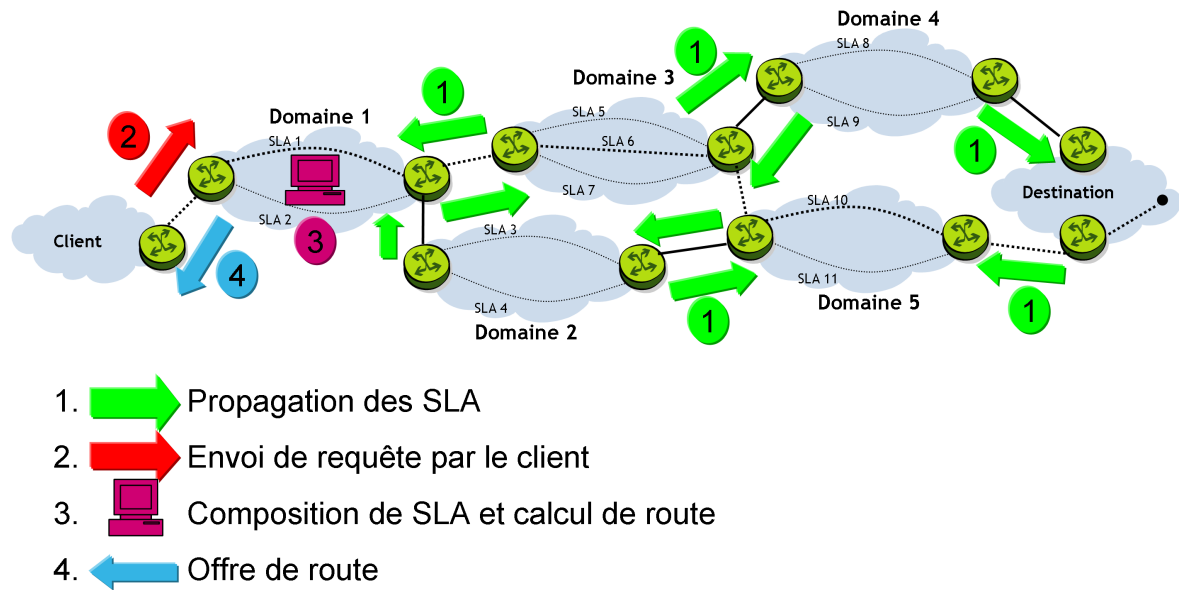 Domaine 4
SLA 8
SLA 9
1
Domaine 3
1
SLA 5
SLA 6
SLA 7
Domaine 1
SLA 1
SLA 2
2
3
4
Client
1
Destination
SLA 10
SLA 11
Domaine 5
SLA 3
SLA 4
Domaine 2
1
1
1. Propagation des SLA
2. Envoi de requête par le client
3. Composition de SLA et calcul de route
4. Offre de route